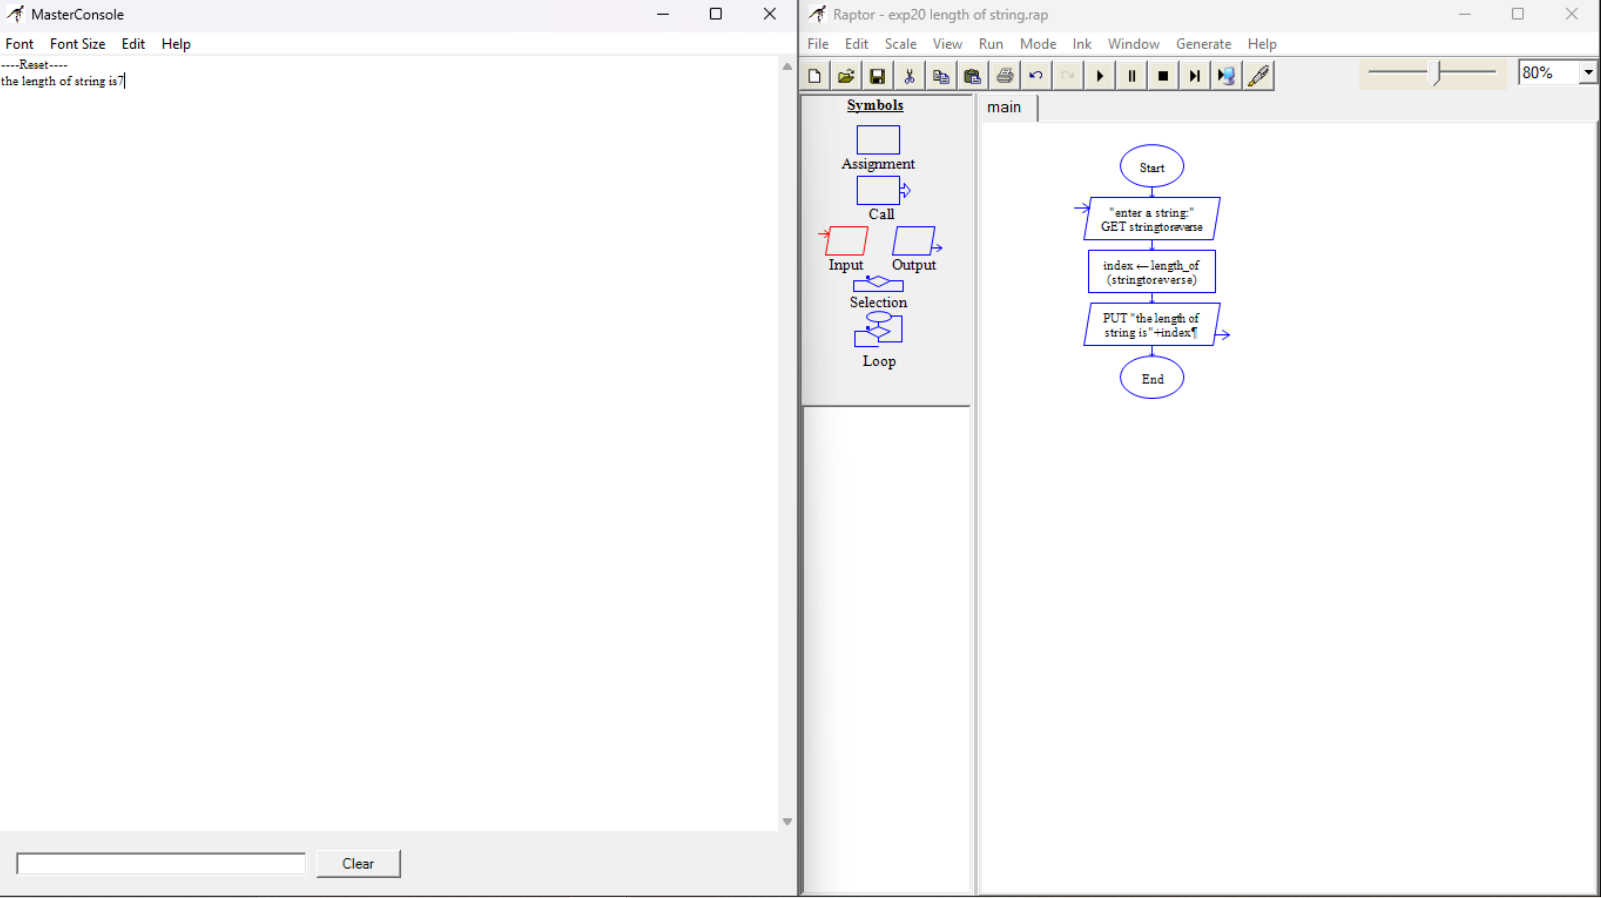 MasterConsole
Font Font Size Edit Help
----Reset----
the length of string is7
Clear
Raptor - exp20 length of string.rap
File Edit Scale View Run Mode Ink Window Generate Help
80%
Symbols
Assignment
Call
Input Output
Selection
Loop
main
Start
"enter a string:"
GET stringtoreverse
index ← length_of
(stringtoreverse)
PUT "the length of
string is"+index¶
End